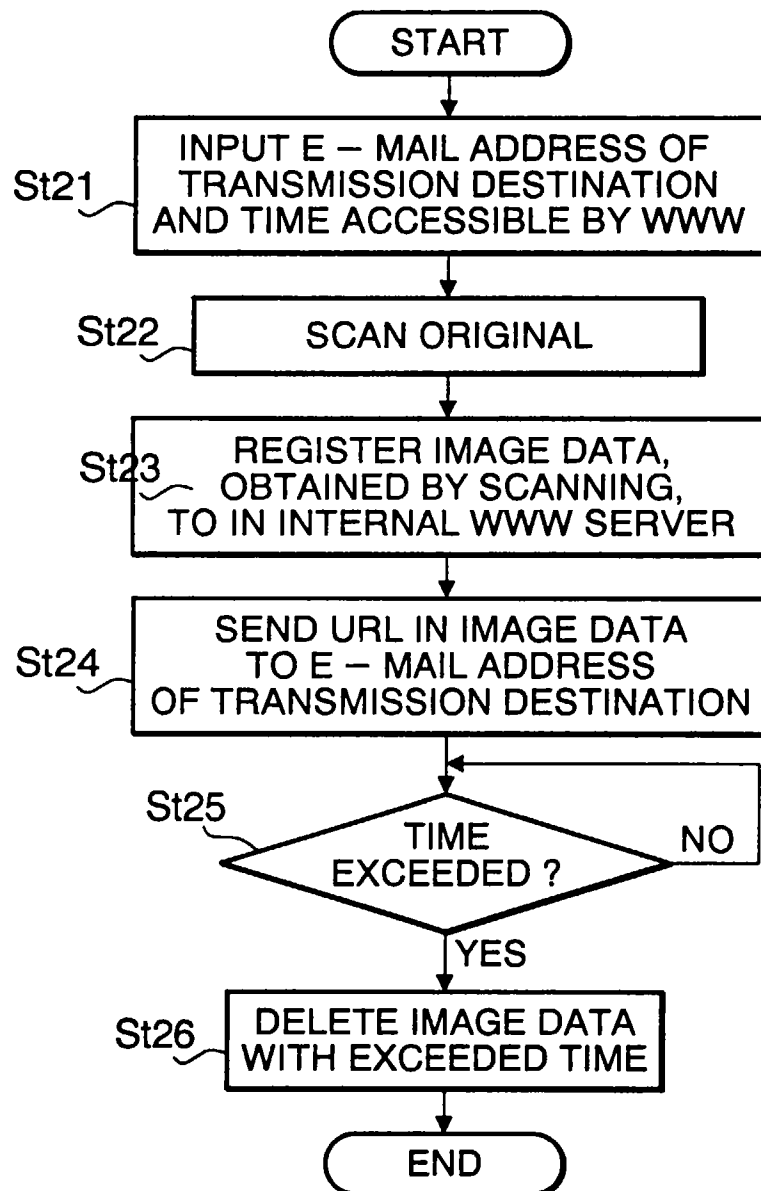 START
St21
INPUT E – MAIL ADDRESS OF
TRANSMISSION DESTINATION
AND TIME ACCESSIBLE BY WWW
St22
SCAN ORIGINAL
St23
REGISTER IMAGE DATA,
OBTAINED BY SCANNING,
TO IN INTERNAL WWW SERVER
St24
SEND URL IN IMAGE DATA
TO E – MAIL ADDRESS
OF TRANSMISSION DESTINATION
St25
TIME
EXCEEDED ?
NO
YES
St26
DELETE IMAGE DATA
WITH EXCEEDED TIME
END